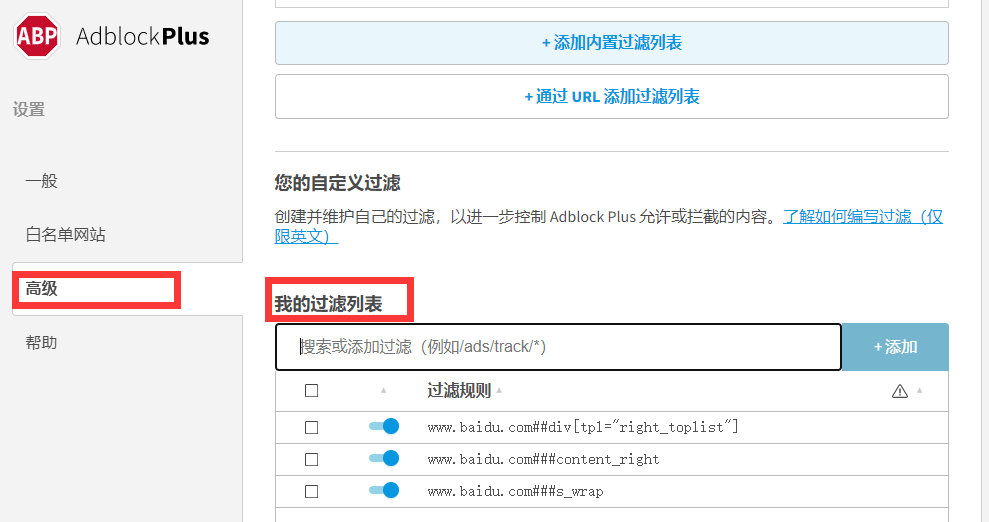 ABP AdblockPlus
设置
一般
白名单网站
高级
帮助
+ 添加内置过滤列表
+ 通过 URL 添加过滤列表
您的自定义过滤
创建并维护自己的过滤，以进一步控制 Adblock Plus 允许或拦截的内容。了解如何编写过滤（仅
限英文）
我的过滤列表
搜索或添加过滤（例如/ads/track/*）
+ 添加
过滤规则
www.baidu.com##div[tpl="right_toplist"]
www.baidu.com###content_right
www.baidu.com###s_wrap